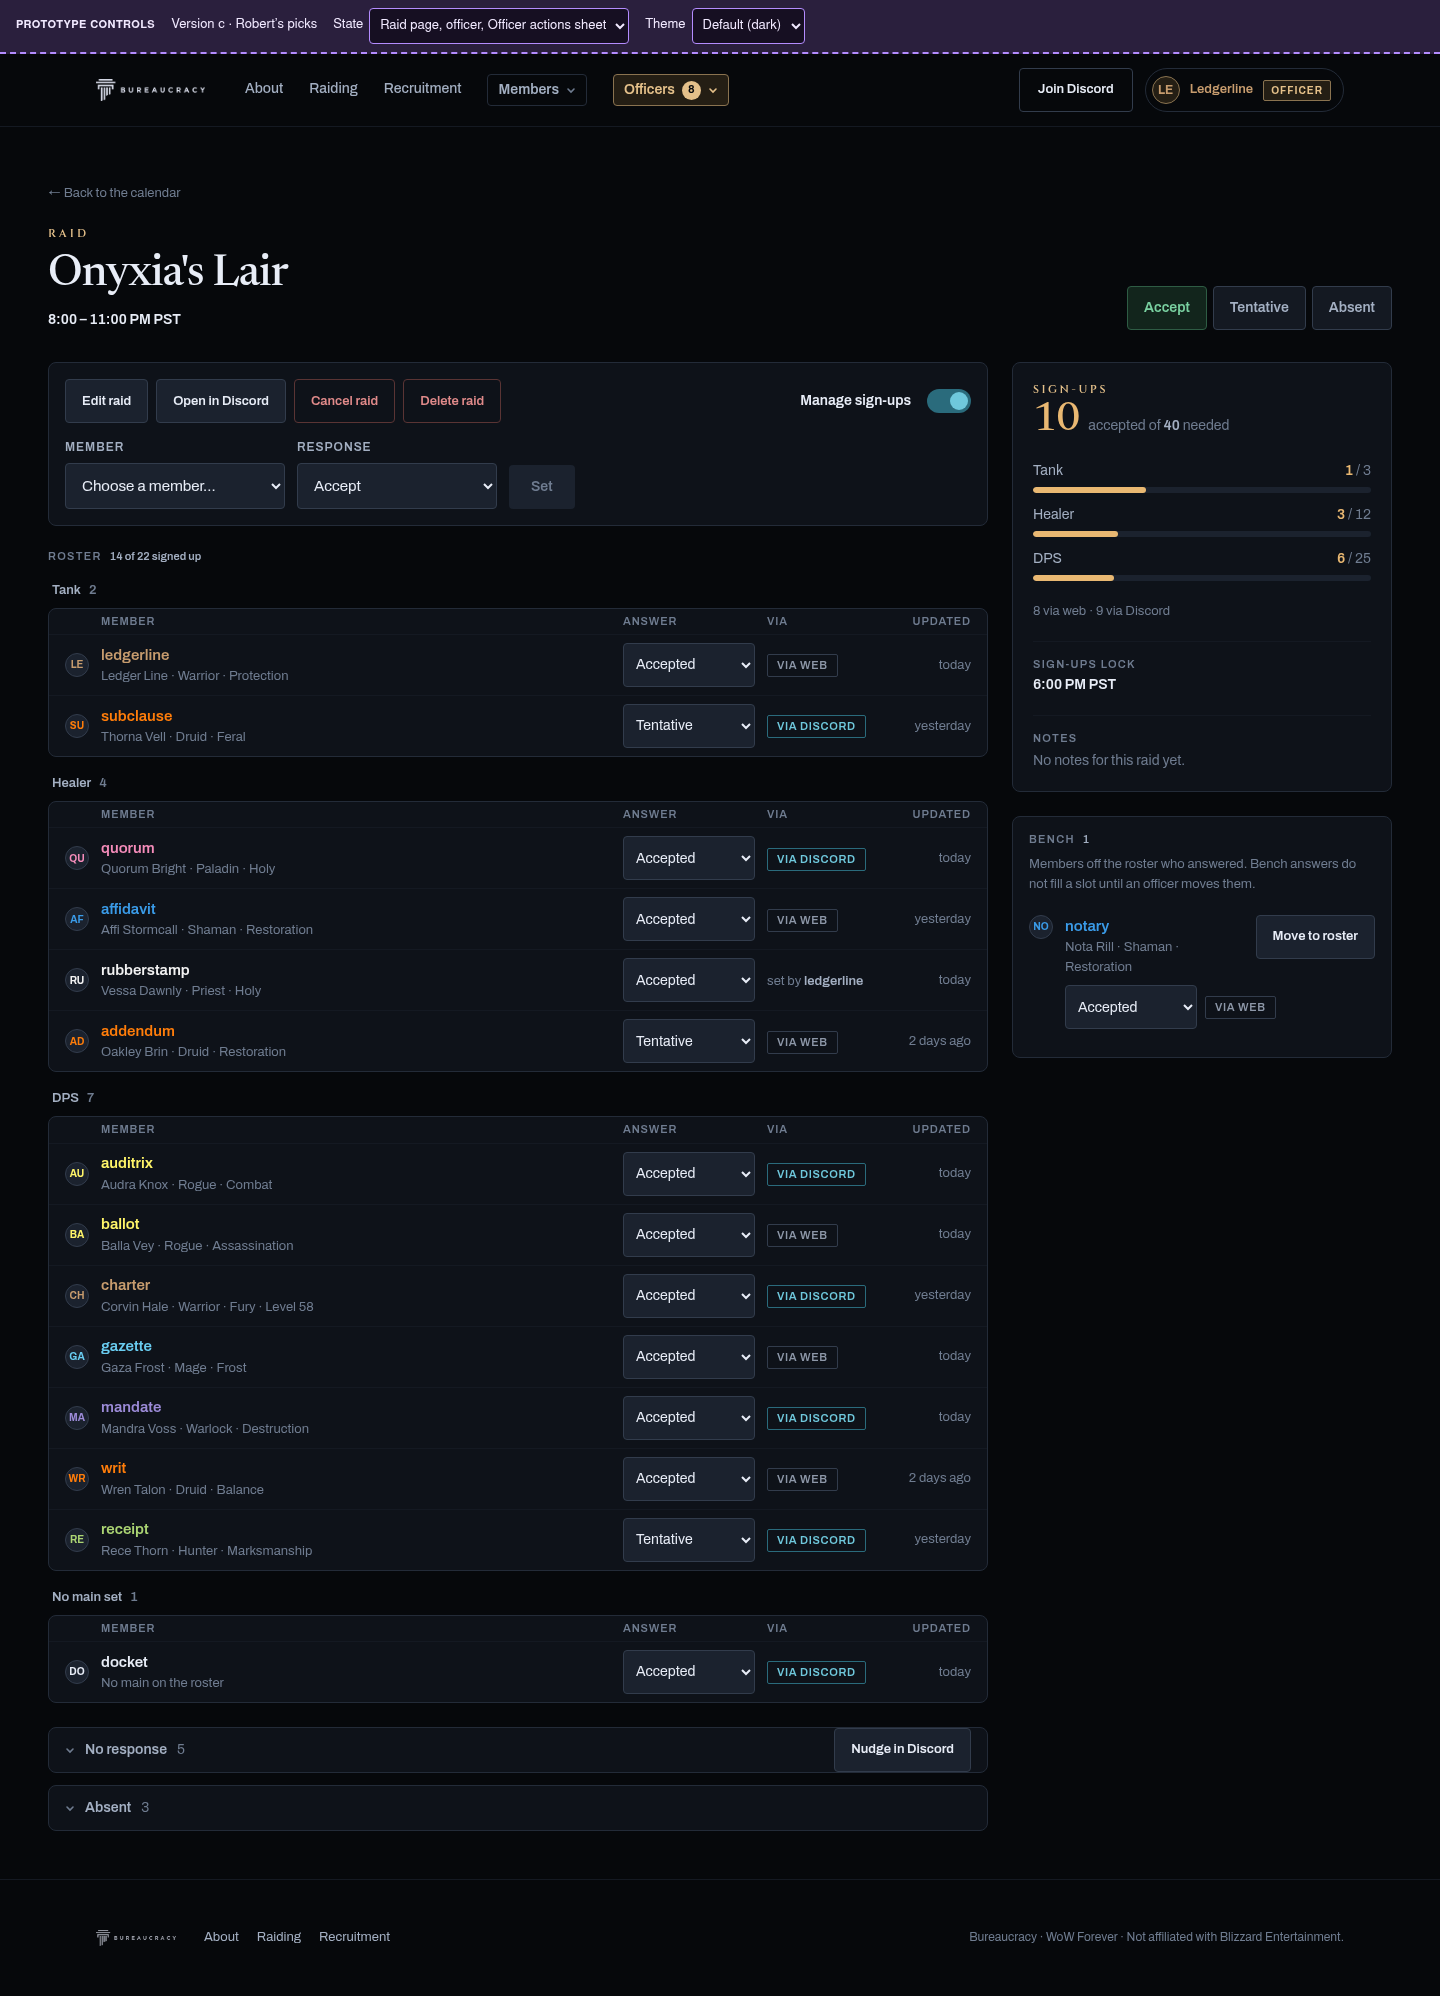 PROTOTYPE CONTROLS Version c · Robert's picks State Raid page, officer, Officer actions sheet Theme Default (dark)
BUREAUCRACY About Raiding Recruitment Members Officers 8 Join Discord LE Ledgerline OFFICER
← Back to the calendar
RAID
Onyxia's Lair
8:00 – 11:00 PM PST
Accept Tentative Absent
Edit raid Open in Discord Cancel raid Delete raid Manage sign-ups
MEMBER RESPONSE
Choose a member... Accept Set
ROSTER 14 of 22 signed up
Tank 2
MEMBER ANSWER VIA UPDATED
LE ledgerline Accepted VIA WEB today
Ledger Line · Warrior · Protection
SU subclause Tentative VIA DISCORD yesterday
Thorna Vell · Druid · Feral
Healer 4
MEMBER ANSWER VIA UPDATED
QU quorum Accepted VIA DISCORD today
Quorum Bright · Paladin · Holy
AF affidavit Accepted VIA WEB yesterday
Affi Stormcall · Shaman · Restoration
RU rubberstamp Accepted set by ledgerline today
Vessa Dawnly · Priest · Holy
AD addendum Tentative VIA WEB 2 days ago
Oakley Brin · Druid · Restoration
DPS 7
MEMBER ANSWER VIA UPDATED
AU auditrix Accepted VIA DISCORD today
Audra Knox · Rogue · Combat
BA ballot Accepted VIA WEB today
Balla Vey · Rogue · Assassination
CH charter Accepted VIA DISCORD yesterday
Corvin Hale · Warrior · Fury · Level 58
GA gazette Accepted VIA WEB today
Gaza Frost · Mage · Frost
MA mandate Accepted VIA DISCORD today
Mandra Voss · Warlock · Destruction
WR writ Accepted VIA WEB 2 days ago
Wren Talon · Druid · Balance
RE receipt Tentative VIA DISCORD yesterday
Rece Thorn · Hunter · Marksmanship
No main set 1
MEMBER ANSWER VIA UPDATED
DO docket Accepted VIA DISCORD today
No main on the roster
No response 5 Nudge in Discord
Absent 3
SIGN-UPS
10 accepted of 40 needed
Tank 1 / 3
Healer 3 / 12
DPS 6 / 25
8 via web · 9 via Discord
SIGN-UPS LOCK
6:00 PM PST
NOTES
No notes for this raid yet.
BENCH 1
Members off the roster who answered. Bench answers do
not fill a slot until an officer moves them.
NO notary Move to roster
Nota Rill · Shaman ·
Restoration
Accepted VIA WEB
BUREAUCRACY About Raiding Recruitment Bureaucracy · WoW Forever · Not affiliated with Blizzard Entertainment.